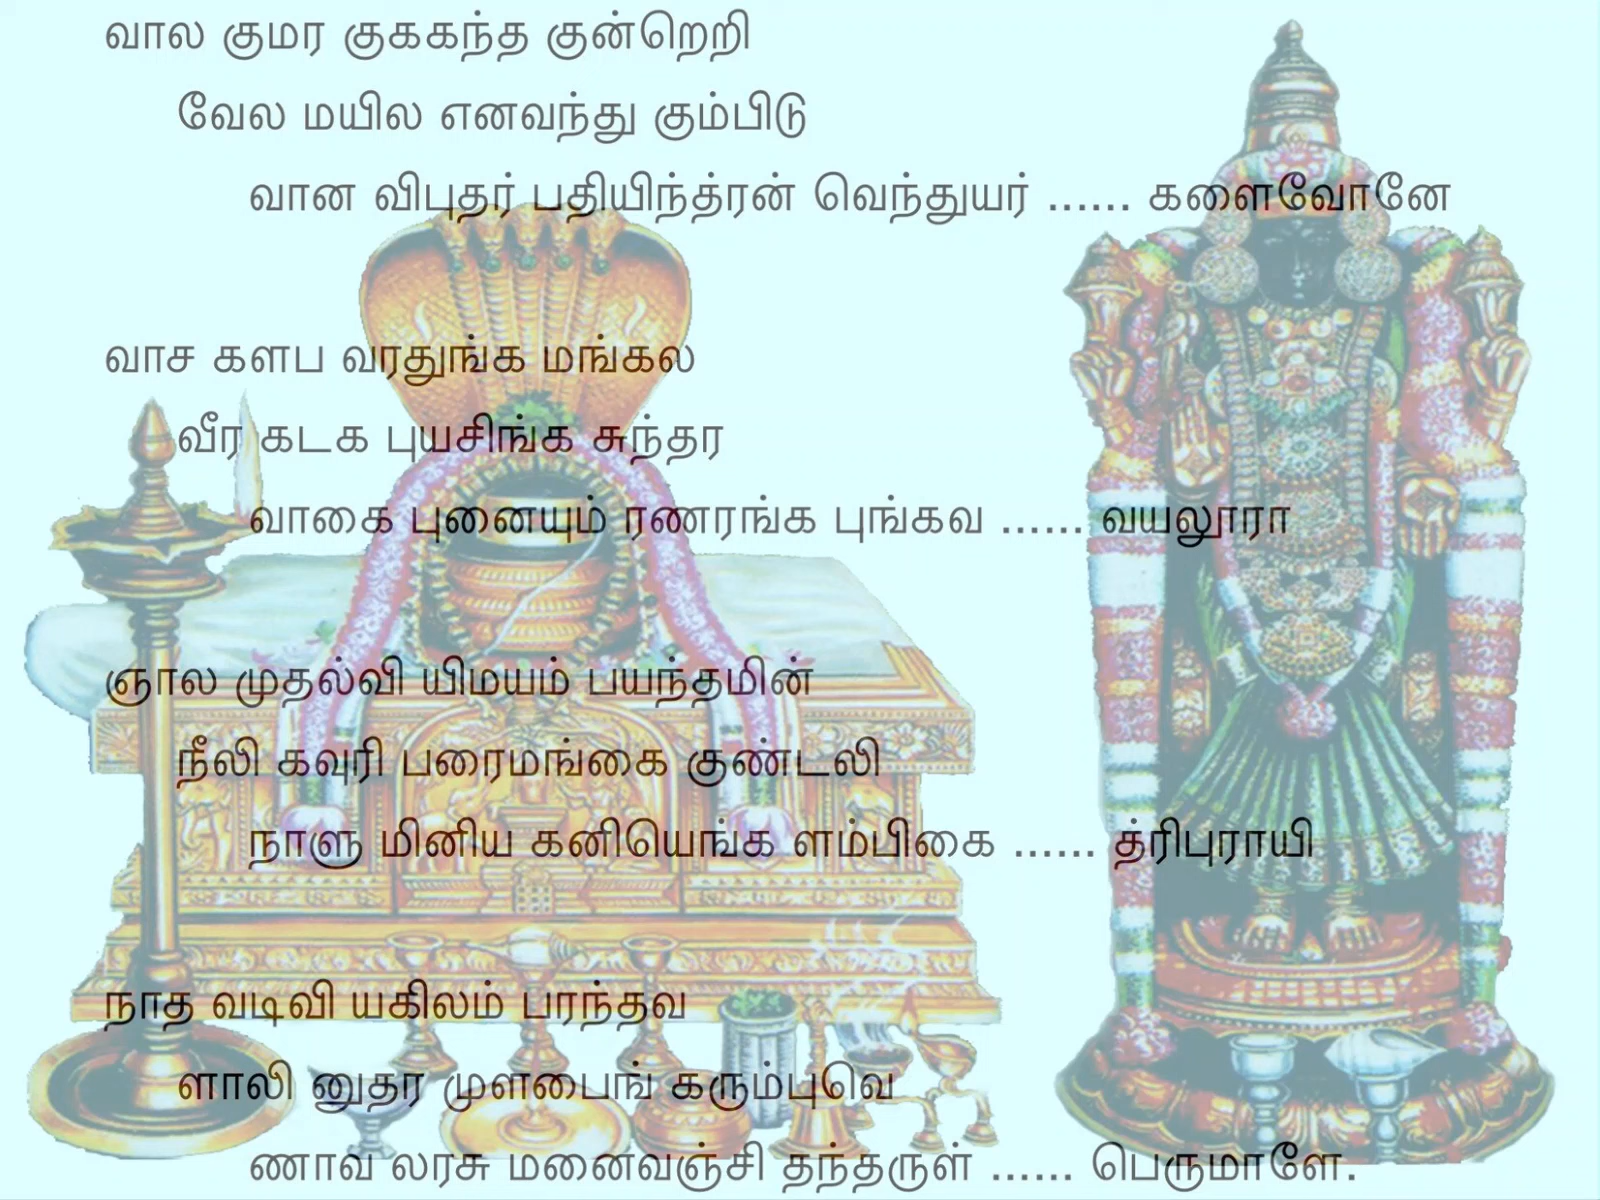 வால குமர குககந்த குன்றெறி
வேல மயில எனவந்து கும்பிடு
வான விபுதர் பதியிந்த்ரன் வெந்துயர் ...... களைவோனே
வாச களப வரதுங்க மங்கல
வீர கடக புயசிங்க சுந்தர
வாகை புனையும் ரணரங்க புங்கவ ...... வயலூரா
ஞால முதல்வி யிமயம் பயந்தமின்
நீலி கவுரி பரைமங்கை குண்டலி
நாளு மினிய கனியெங்க ளம்பிகை ...... த்ரிபுராயி
நாத வடிவி யகிலம் பரந்தவ
ளாலி னுதர முளபைங் கரும்புவெ
ணாவ லரசு மனைவஞ்சி தந்தருள் ...... பெருமாளே.